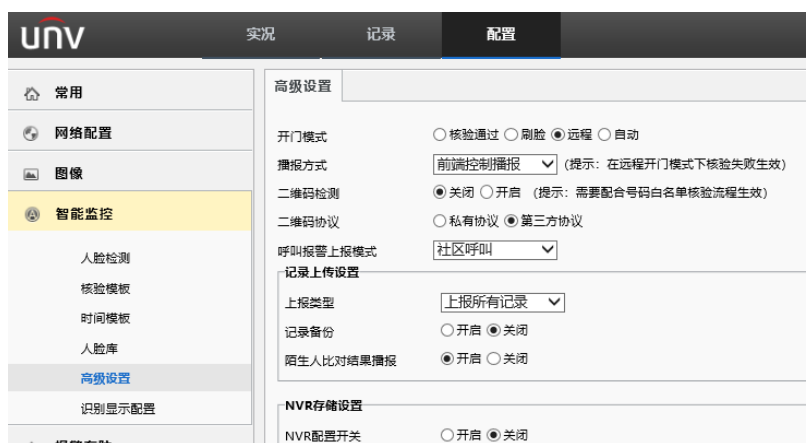 unv 实况 记录 配置
常用
网络配置
图像
智能监控
人脸检测
核验模板
时间模板
人脸库
高级设置
识别显示配置
高级设置
开门模式 核验通过 刷脸 远程 自动
播报方式 前端控制播报 (提示：在远程开门模式下核验失败生效)
二维码检测 关闭 开启 (提示：需要配合号码白名单核验流程生效)
二维码协议 私有协议 第三方协议
呼叫报警上报模式 社区呼叫
记录上传设置
上报类型 上报所有记录
记录备份 开启 关闭
陌生人比对结果播报 开启 关闭
NVR存储设置
NVR配置开关 开启 关闭